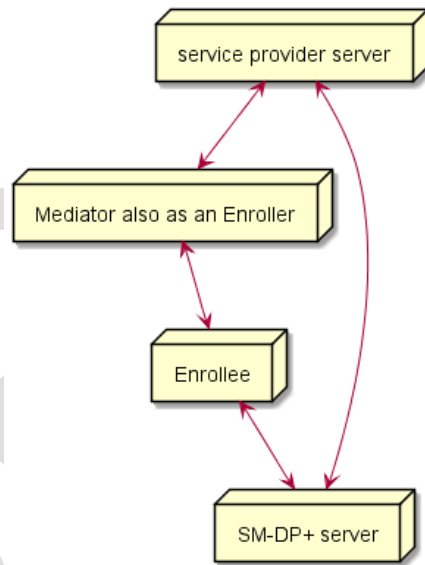 service provider server
Mediator also as an Enroller
Enrollee
SM-DP+ server